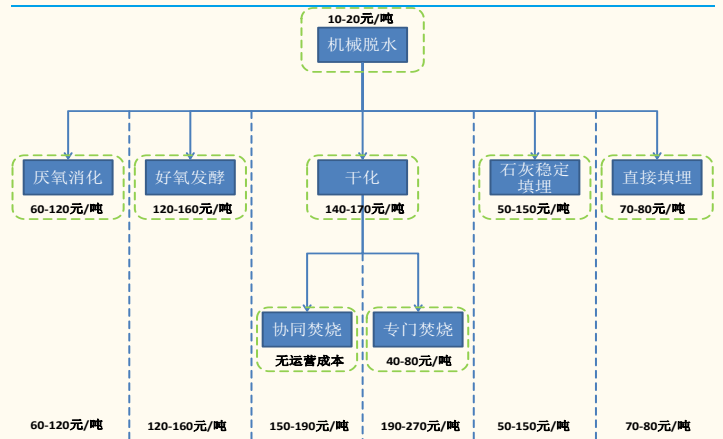 10-20元/吨
机械脱水
厌氧消化
好氧发酵
干化
石灰稳定
填埋
直接填埋
60-120元/吨
120-160元/吨
140-170元/吨
50-150元/吨
70-80元/吨
协同焚烧
专门焚烧
无运营成本
40-80元/吨
60-120元/吨
120-160元/吨
150-190元/吨
190-270元/吨
50-150元/吨
70-80元/吨